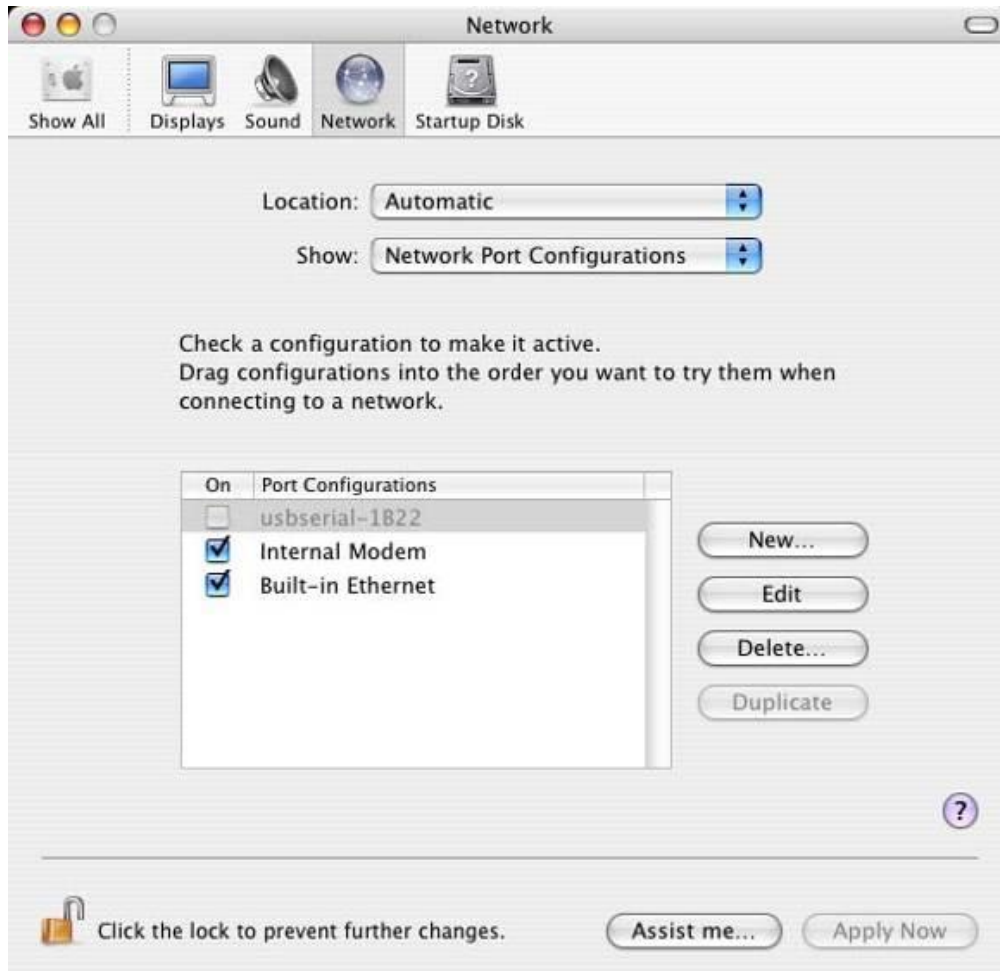 Network
Show All Displays Sound Network Startup Disk
Location: Automatic
Show: Network Port Configurations
Check a configuration to make it active.
Drag configurations into the order you want to try them when
connecting to a network.
On Port Configurations
usbserial-1822
Internal Modem
Built-in Ethernet
New...
Edit
Delete...
Duplicate
?
Click the lock to prevent further changes. Assist me... Apply Now